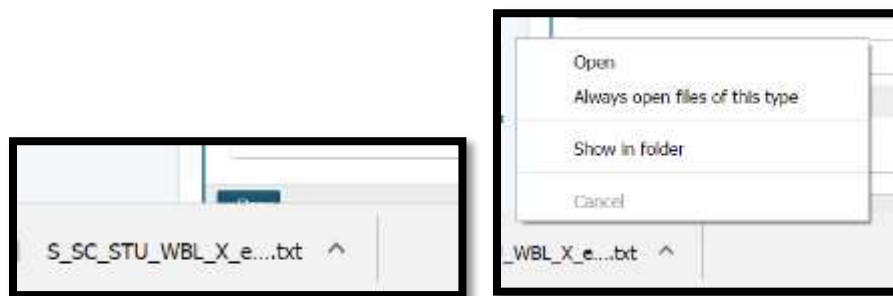 S_SC_STU_WBL_X_e....txt
Open
Always open files of this type
Show in folder
Cancel
_WBL_X_e....txt